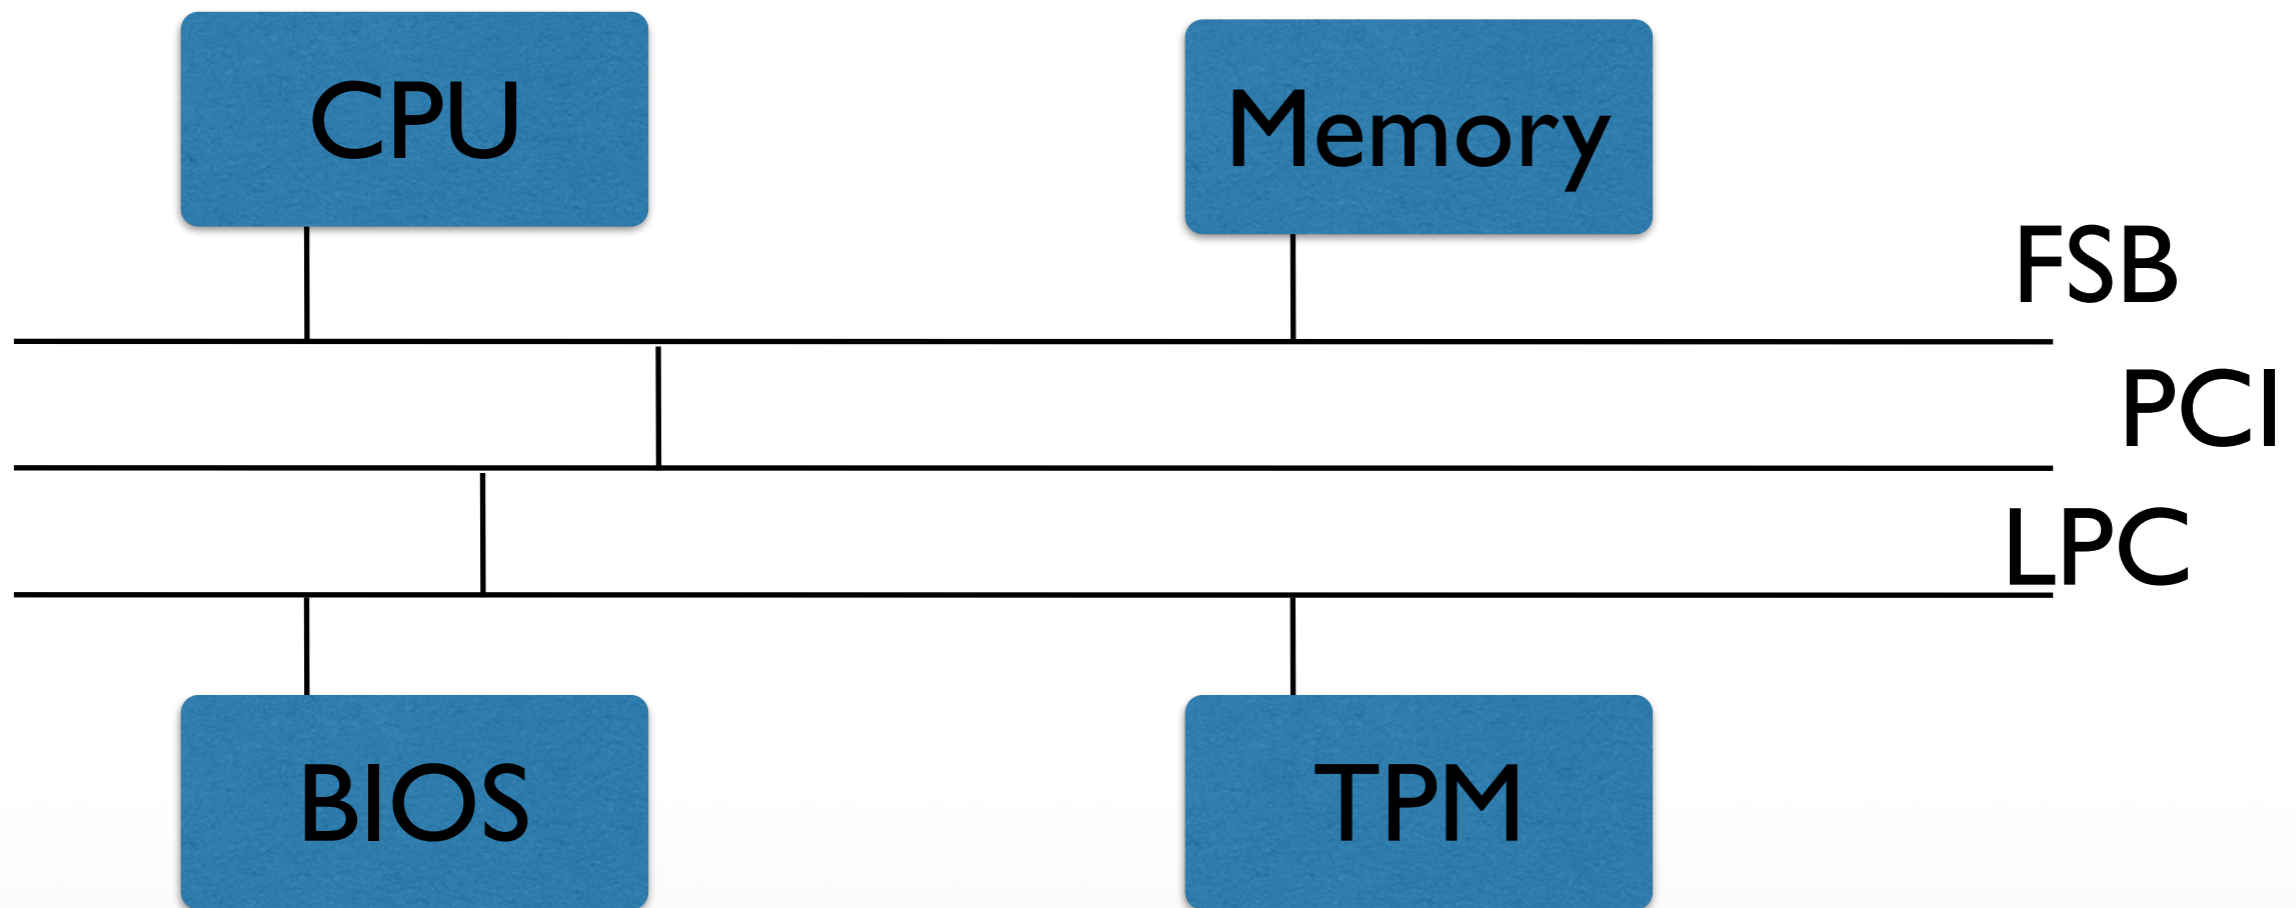 CPU
Memory
FSB
PCI
LPC
BIOS
TPM